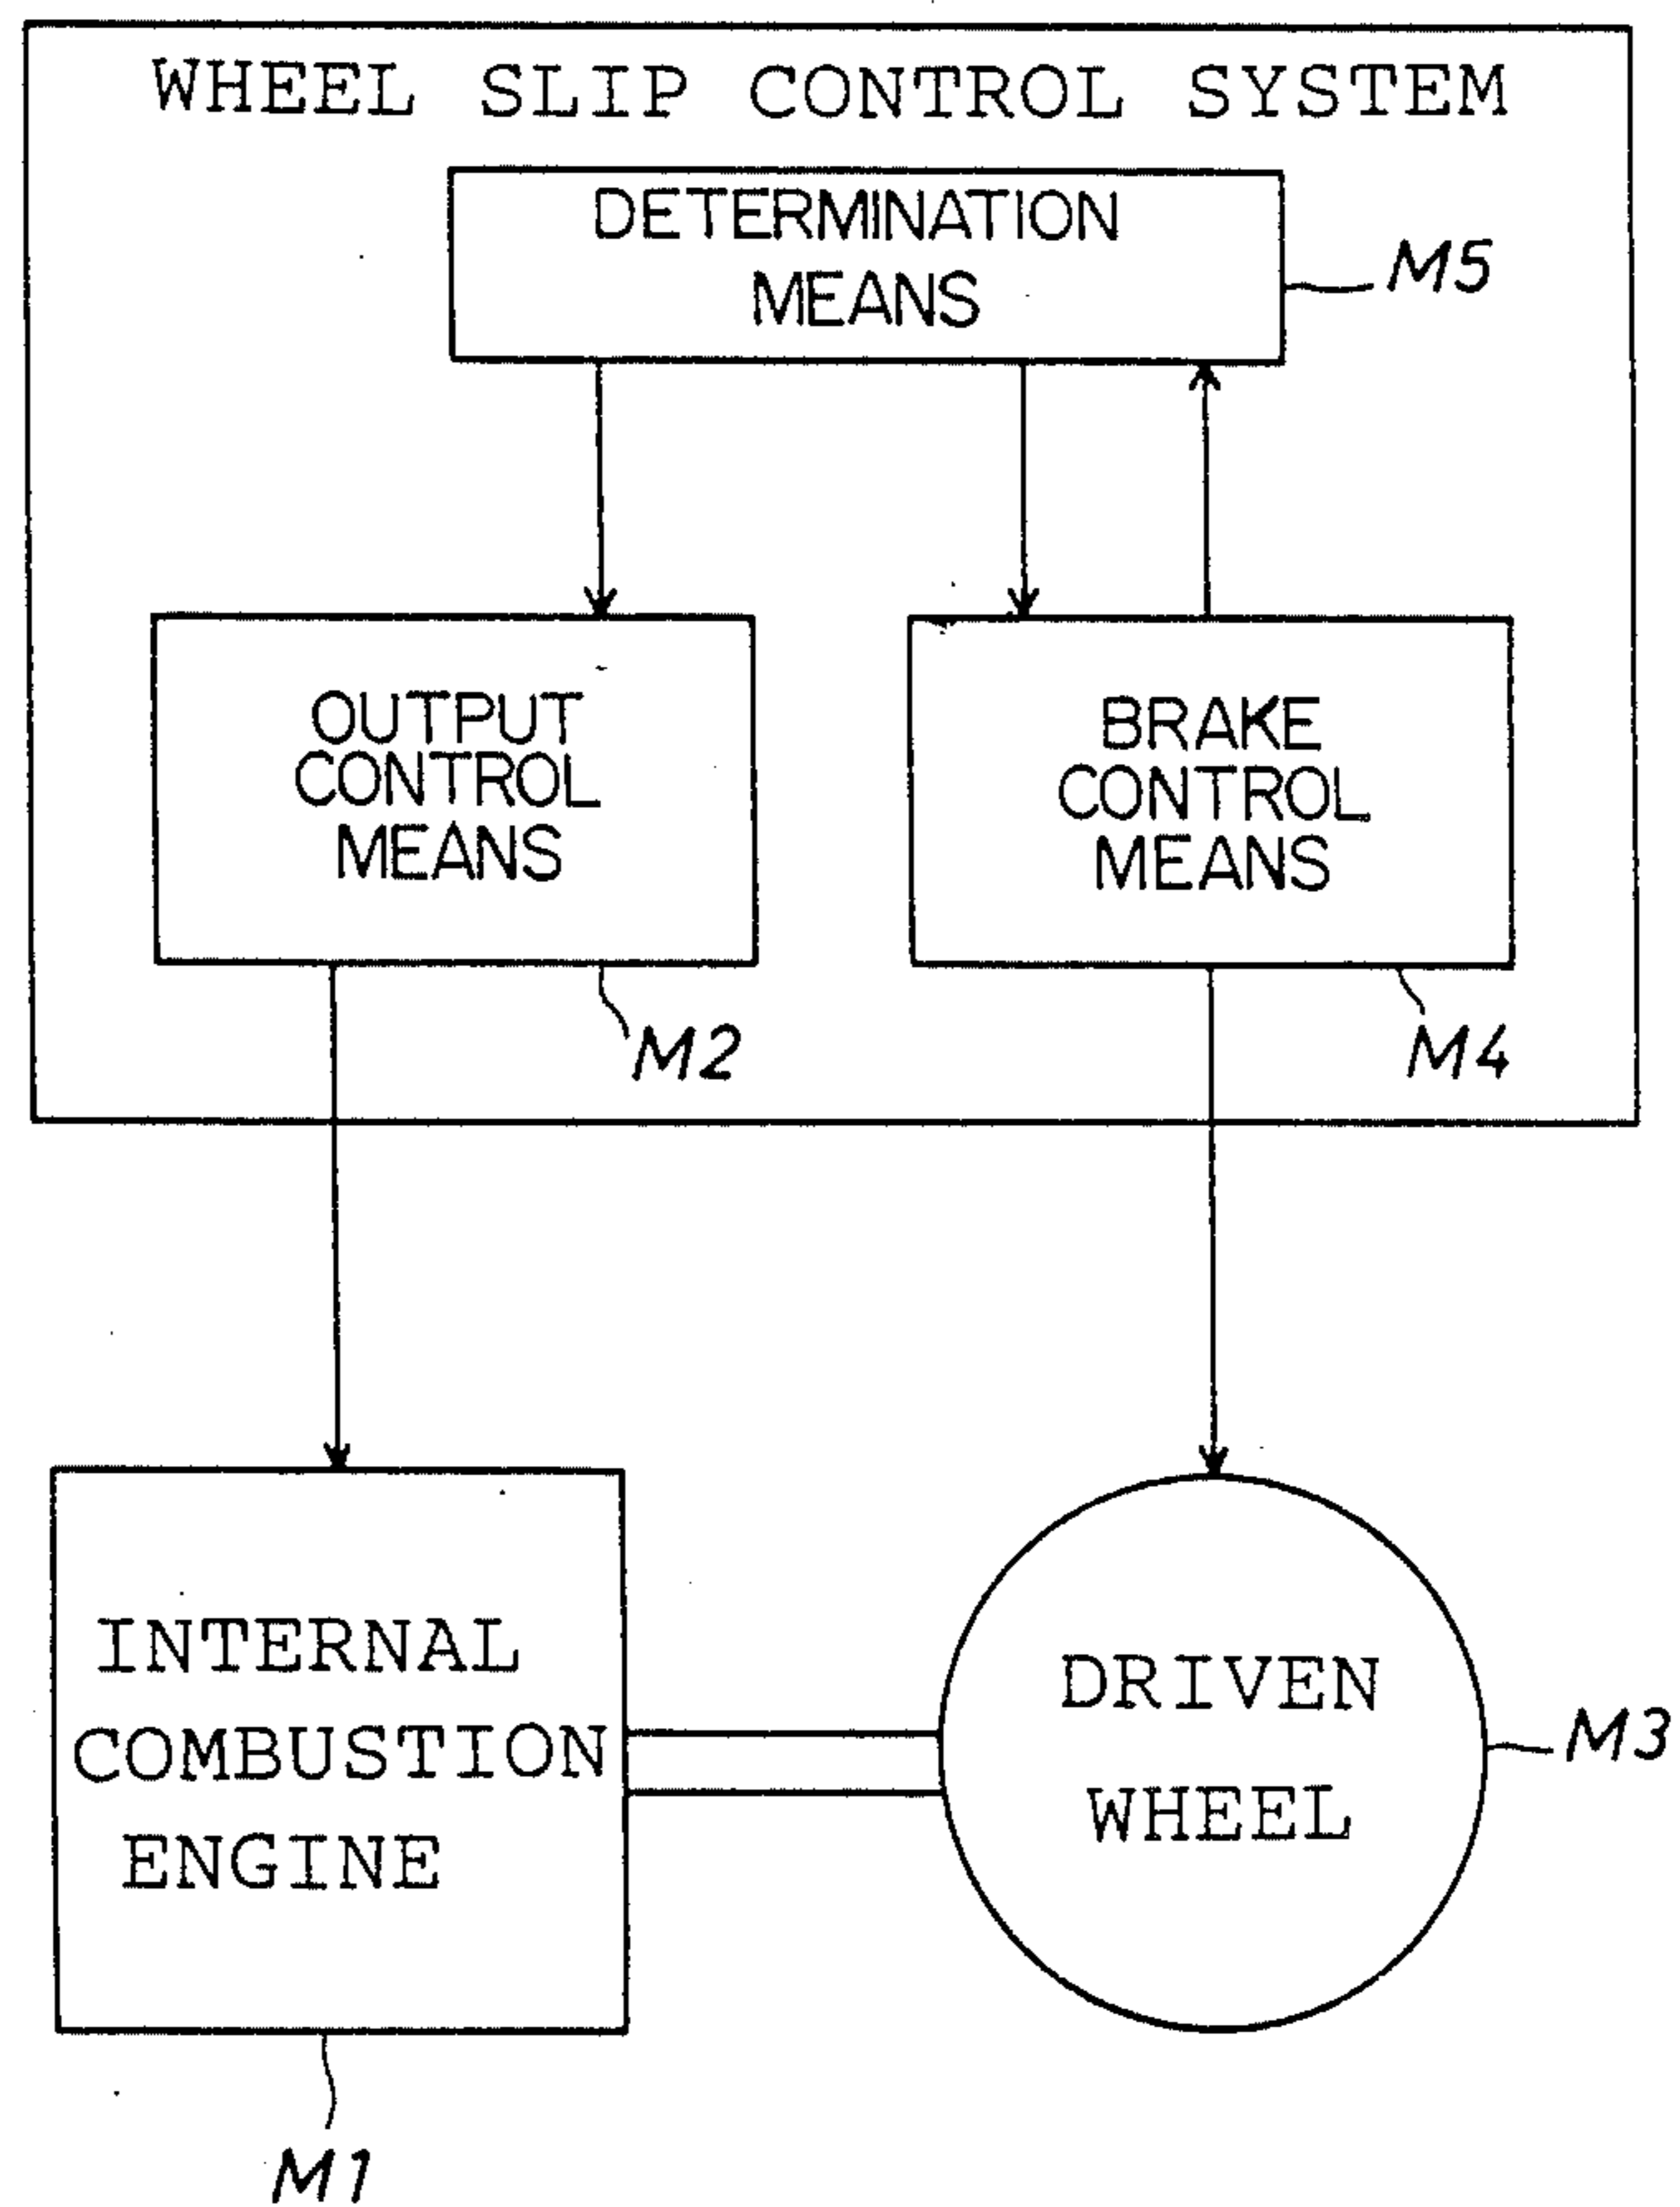 WHEEL SLIP CONTROL SYSTEM
DETERMINATION
MEANS
M5
OUTPUT
CONTROL
MEANS
M2
BRAKE
CONTROL
MEANS
M4
INTERNAL
COMBUSTION
ENGINE
M1
DRIVEN
WHEEL
M3